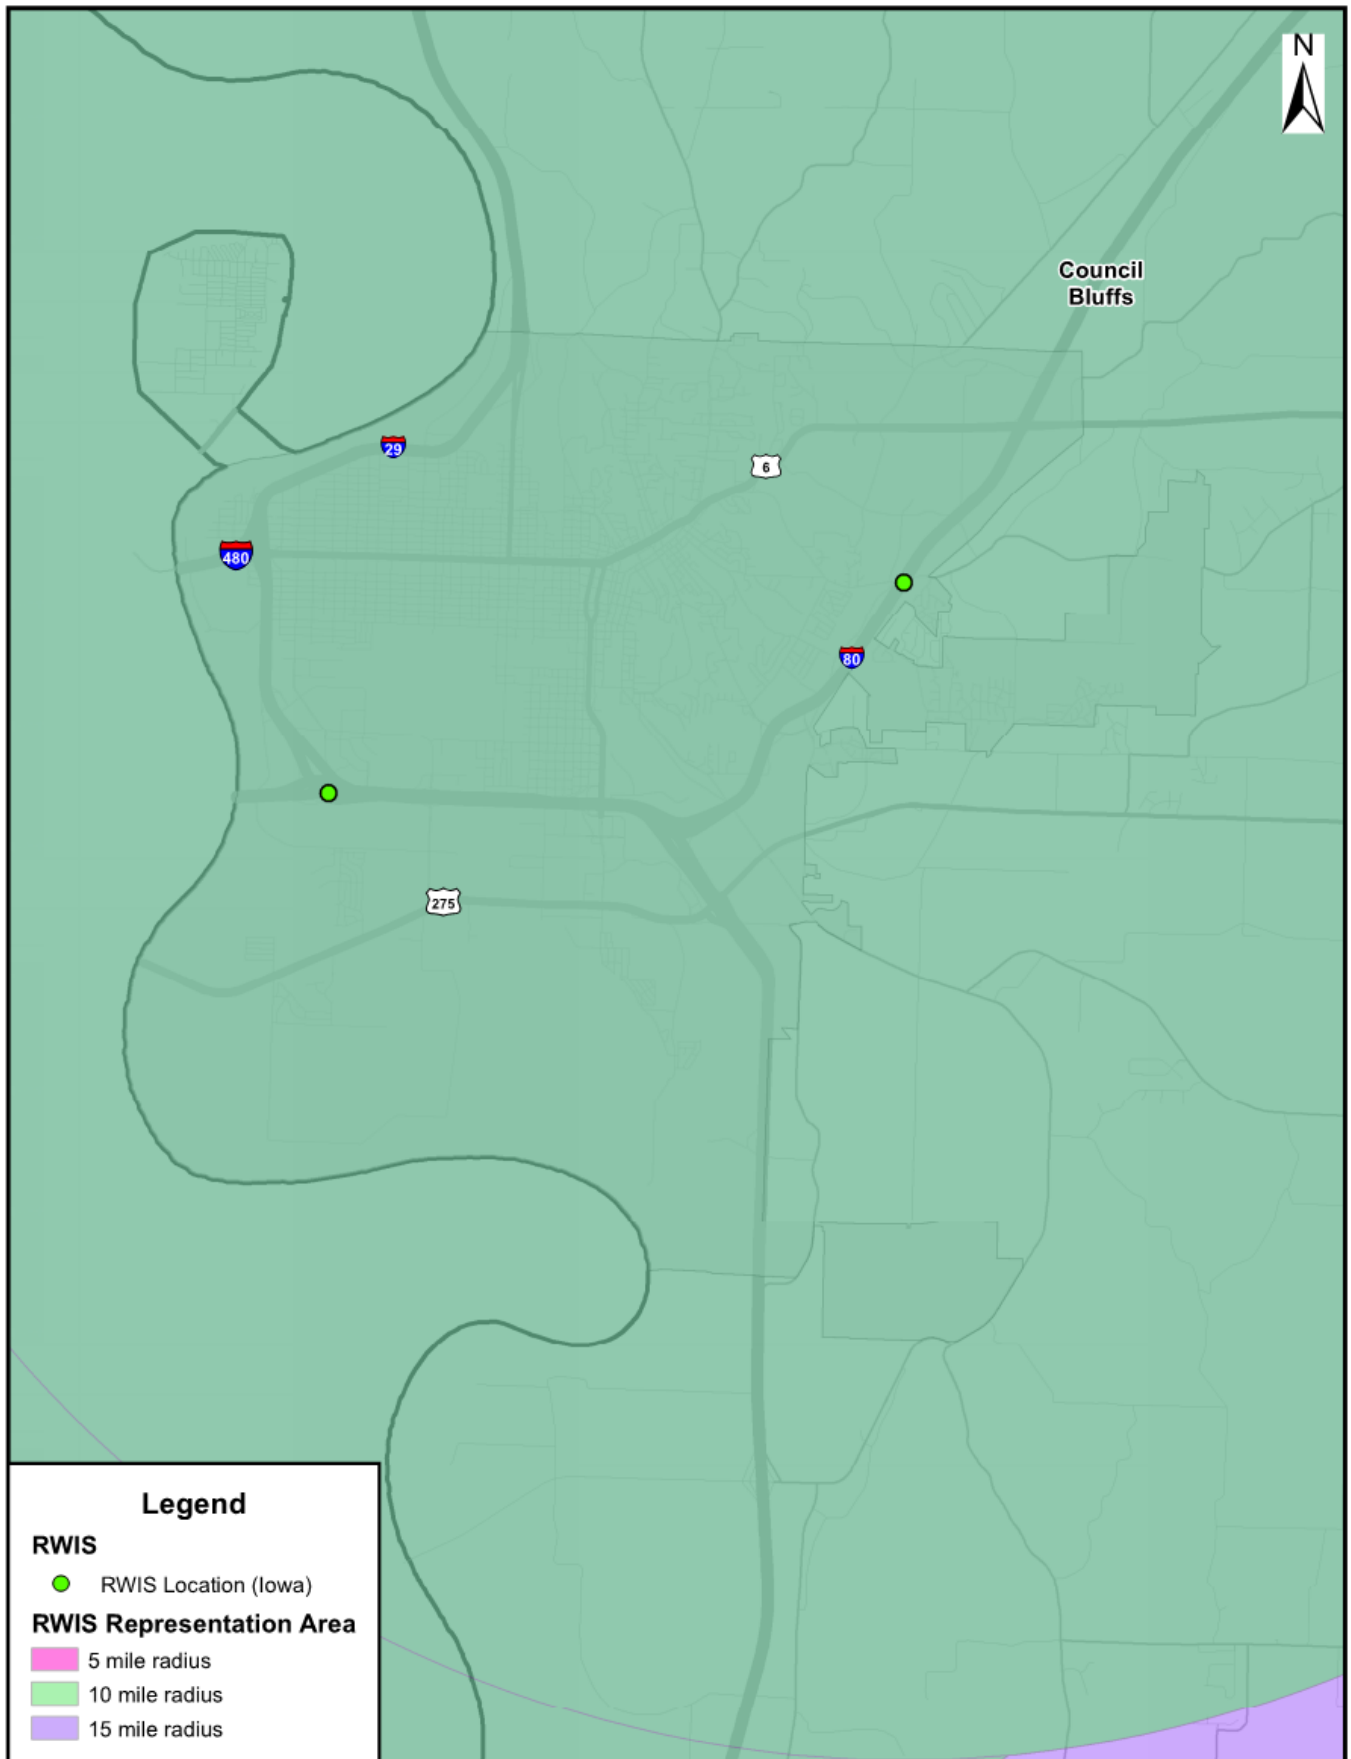 N
Council
Bluffs
29
6
480
80
275
Legend
RWIS
RWIS Location (Iowa)
RWIS Representation Area
5 mile radius
10 mile radius
15 mile radius